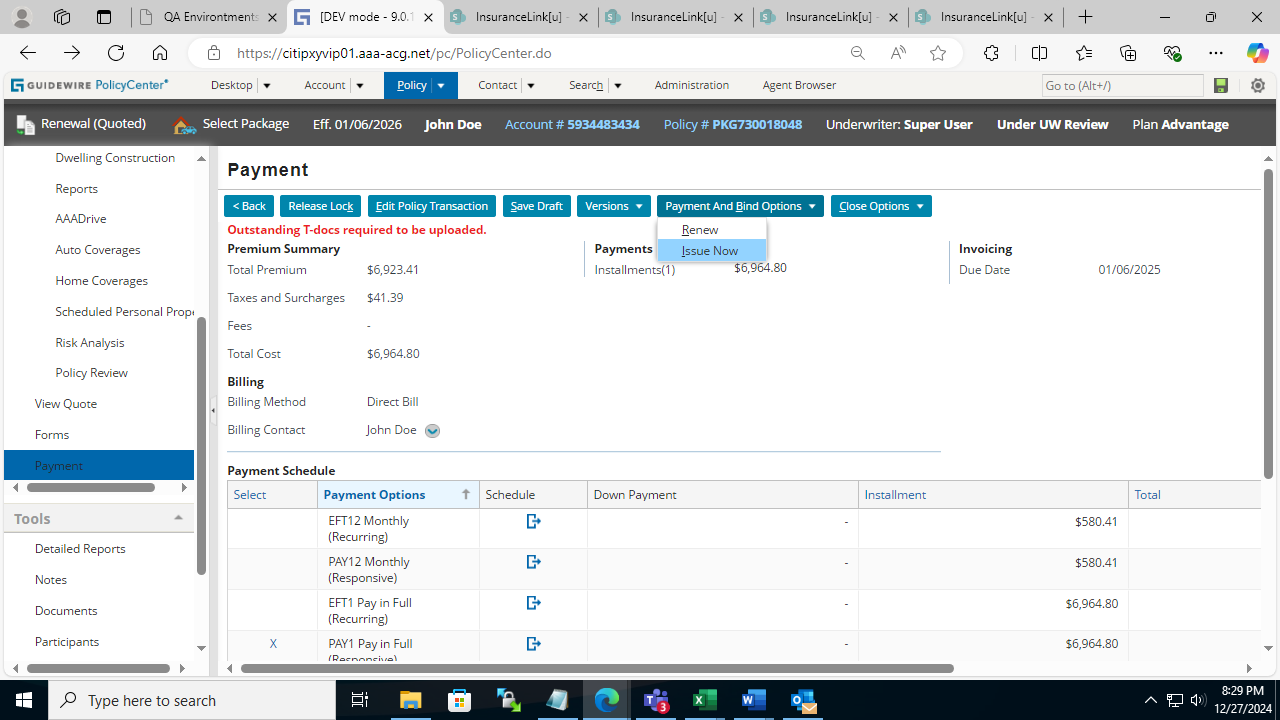 QA Environtments
[DEV mode - 9.0.1
InsuranceLink[u] -
InsuranceLink[u] -
InsuranceLink[u] -
InsuranceLink[u] -
https://citipxyvip01.aaa-acg.net/pc/PolicyCenter.do
GUIDEWIRE PolicyCenter
Desktop
Account
Policy
Contact
Search
Administration
Agent Browser
Go to (Alt+/)
Renewal (Quoted)
Select Package
Eff. 01/06/2026
John Doe
Account # 5934483434
Policy # PKG730018048
Underwriter: Super User
Under UW Review
Plan Advantage
Dwelling Construction
Reports
AAADrive
Auto Coverages
Home Coverages
Scheduled Personal Prope
Risk Analysis
Policy Review
View Quote
Forms
Payment
Tools
Detailed Reports
Notes
Documents
Participants
Payment
< Back
Release Lock
Edit Policy Transaction
Save Draft
Versions
Payment And Bind Options
Close Options
Renew
Issue Now
Outstanding T-docs required to be uploaded.
Premium Summary
Total Premium $6,923.41
Taxes and Surcharges $41.39
Fees -
Total Cost $6,964.80
Billing
Billing Method Direct Bill
Billing Contact John Doe
Payments
Installments(1) $6,964.80
Invoicing
Due Date 01/06/2025
Payment Schedule
Select Payment Options Schedule Down Payment Installment Total
EFT12 Monthly
(Recurring) - $580.41
PAY12 Monthly
(Responsive) - $580.41
EFT1 Pay in Full
(Recurring) - $6,964.80
X PAY1 Pay in Full
(Responsive) - $6,964.80
Type here to search
3
8:29 PM
12/27/2024